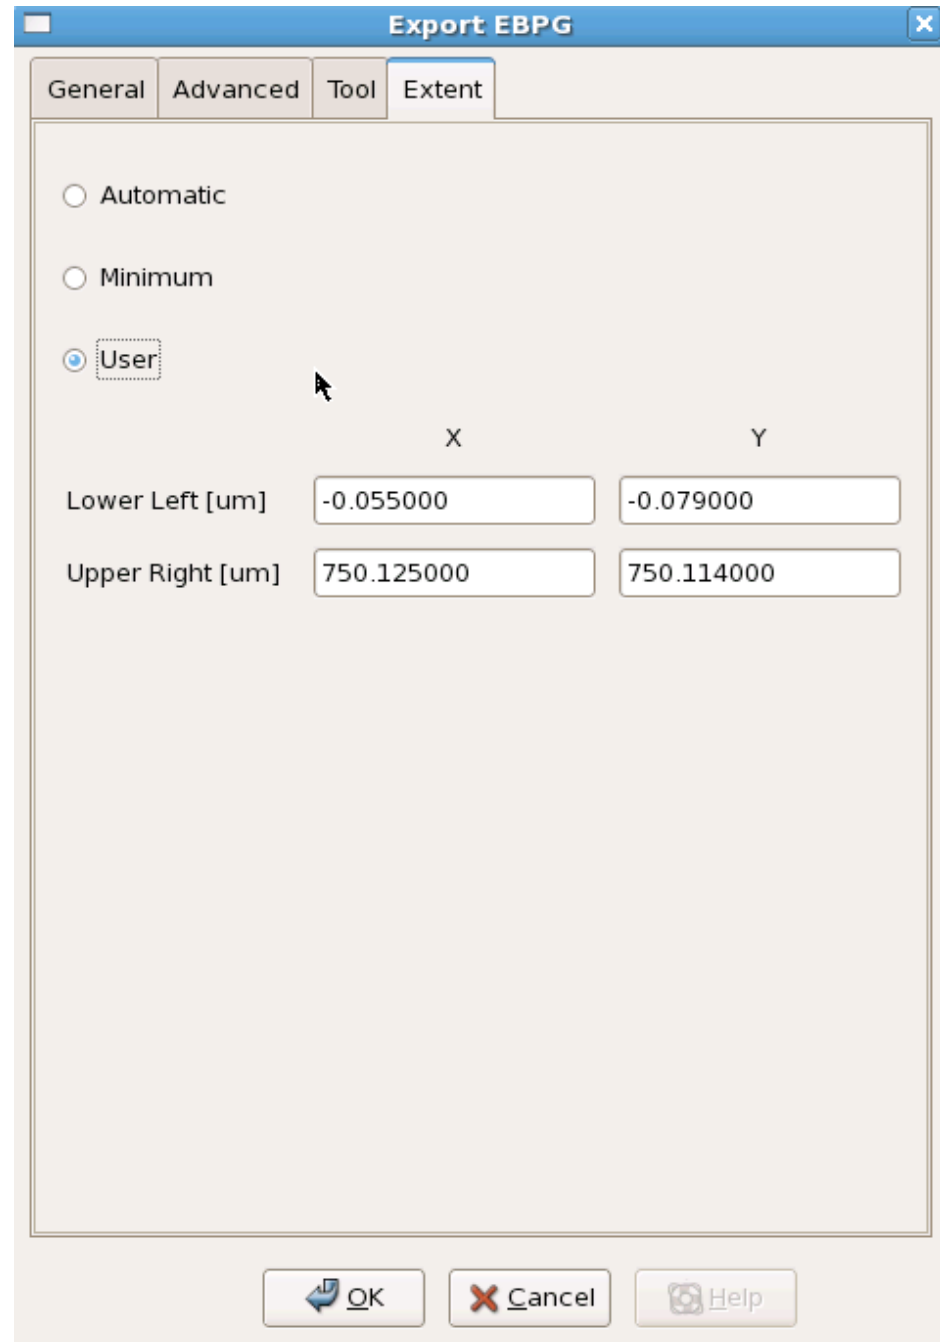 Export EBPG
General Advanced Tool Extent
Automatic
Minimum
User
X Y
Lower Left [um] -0.055000 -0.079000
Upper Right [um] 750.125000 750.114000
OK Cancel Help